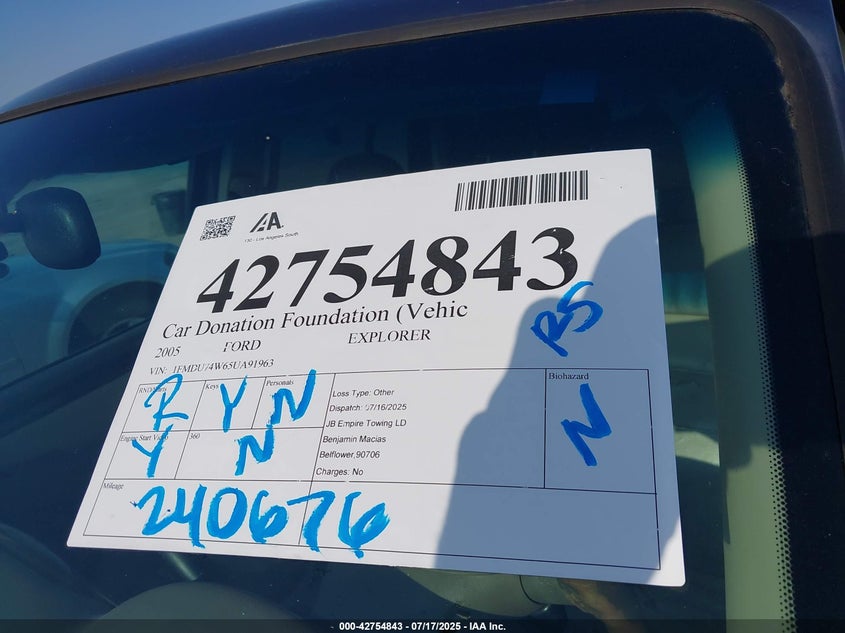 IAA.
130 - Los Angeles South
42754843
Car Donation Foundation (Vehic
2005 FORD EXPLORER
RS
VIN: 1FMDU74W65UA91963
Keys Personals Biohazard
R Y N N
Loss Type: Other
Dispatch: 07/16/2025
JB Empire Towing LD
Engine Start Video 360
Y N
Benjamin Macias
Belflower,90706
Charges: No
Mileage
240676
000-42754843 - 07/17/2025 - IAA Inc.